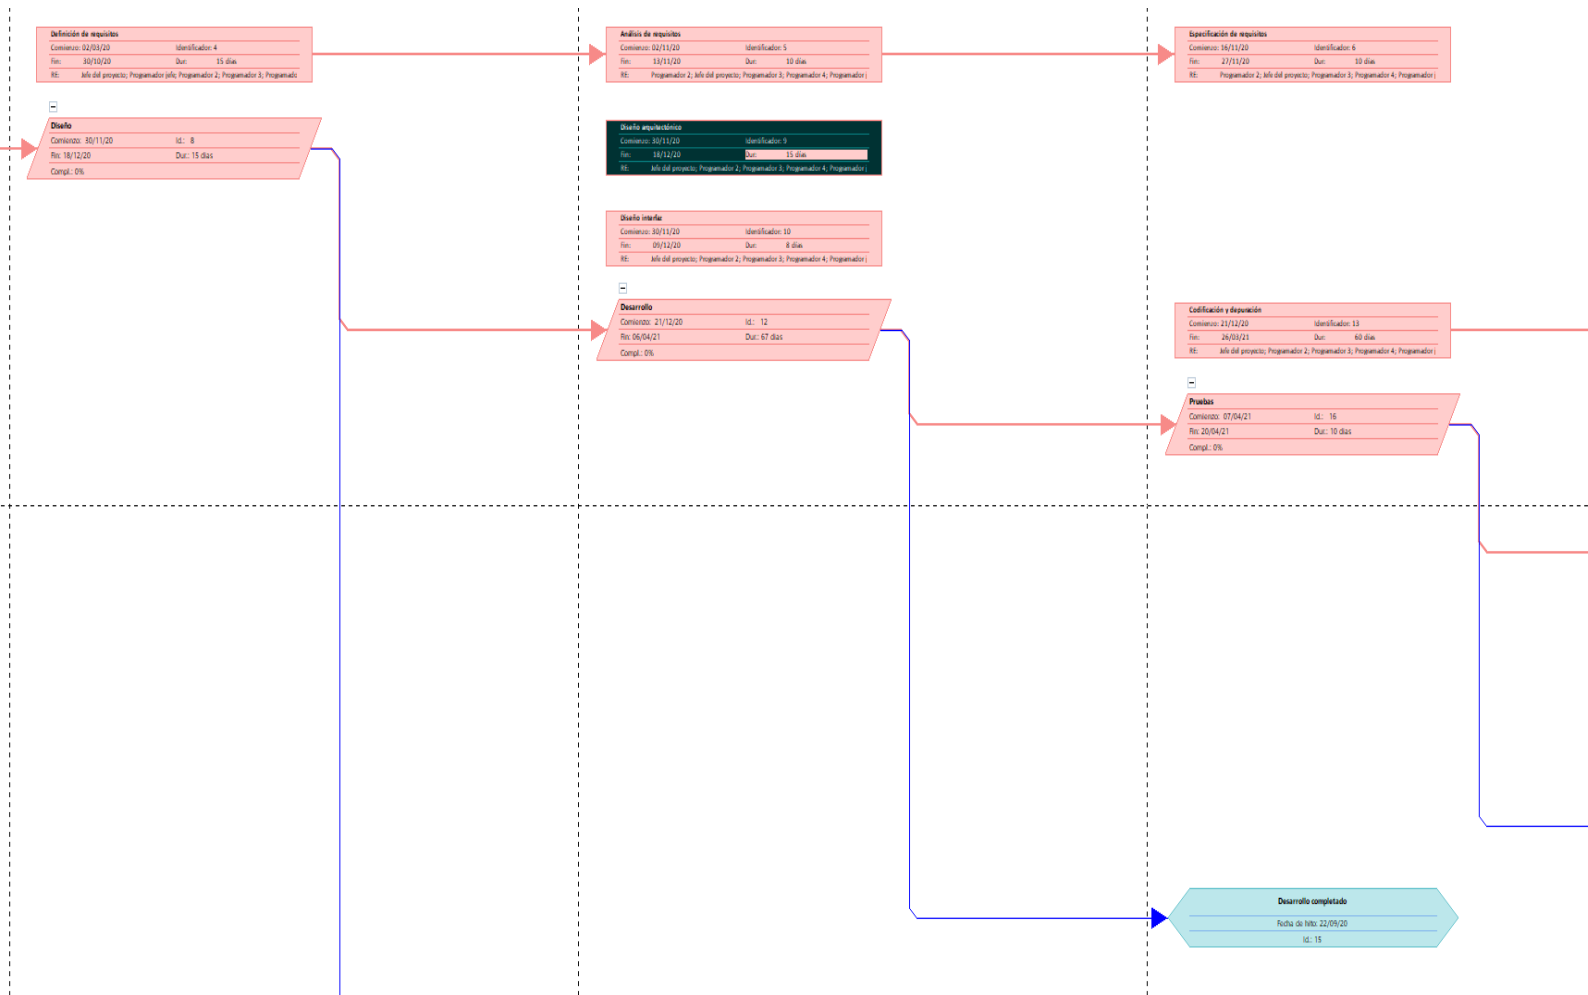 Definición de requisitos
Comienzo: 02/03/20 Identificador: 4
Fin: 30/10/20 Dur: 15 días
RE: Jefe del proyecto; Programador jefe; Programador 2; Programador 3; Programado
Análisis de requisitos
Comienzo: 02/11/20 Identificador: 5
Fin: 13/11/20 Dur: 10 días
RE: Programador 2; Jefe del proyecto; Programador 3; Programador 4; Programador j
Especificación de requisitos
Comienzo: 16/11/20 Identificador: 6
Fin: 27/11/20 Dur: 10 días
RE: Programador 2; Jefe del proyecto; Programador 3; Programador 4; Programador j
Diseño
Comienzo: 30/11/20 Id.: 8
Fin: 18/12/20 Dur.: 15 días
Compl.: 0%
Diseño arquitectónico
Comienzo: 30/11/20 Identificador: 9
Fin: 18/12/20 Dur: 15 días
RE: Jefe del proyecto; Programador 2; Programador 3; Programador 4; Programador j
Diseño interfaz
Comienzo: 30/11/20 Identificador: 10
Fin: 09/12/20 Dur: 8 días
RE: Jefe del proyecto; Programador 2; Programador 3; Programador 4; Programador j
Desarrollo
Comienzo: 21/12/20 Id.: 12
Fin: 06/04/21 Dur.: 67 días
Compl.: 0%
Codificación y depuración
Comienzo: 21/12/20 Identificador: 13
Fin: 26/03/21 Dur: 60 días
RE: Jefe del proyecto; Programador 2; Programador 3; Programador 4; Programador j
Pruebas
Comienzo: 07/04/21 Id.: 16
Fin: 20/04/21 Dur.: 10 días
Compl.: 0%
Desarrollo completado
Fecha de hito: 22/09/20
Id.: 15